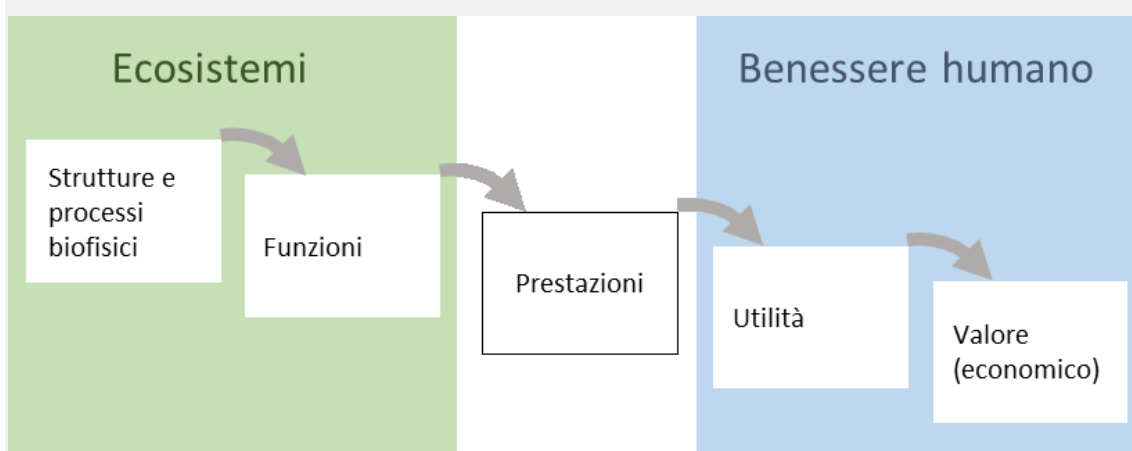 Ecosistemi
Benessere humano
Strutture e
processi
biofisici
Funzioni
Prestazioni
Utilità
Valore
(economico)